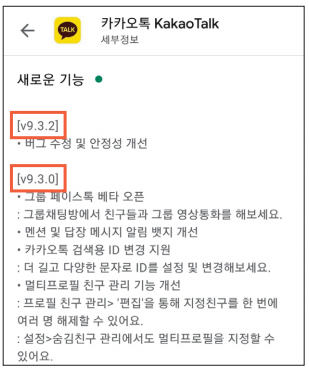 카카오톡 KakaoTalk
TALK
세부정보
새로운 기능
[v9.3.2]
• 버그 수정 및 안정성 개선
[v9.3.0]
• 그룹 페이스톡 베타 오픈
: 그룹채팅방에서 친구들과 그룹 영상통화를 해보세요.
• 멘션 및 답장 메시지 알림 뱃지 개선
• 카카오톡 검색용 ID 변경 지원
: 더 길고 다양한 문자로 ID를 설정 및 변경해보세요.
• 멀티프로필 친구 관리 기능 개선
: 프로필 친구 관리> '편집'을 통해 지정친구를 한 번에
여러 명 해제할 수 있어요.
: 설정>숨김친구 관리에서도 멀티프로필을 지정할 수
있어요.